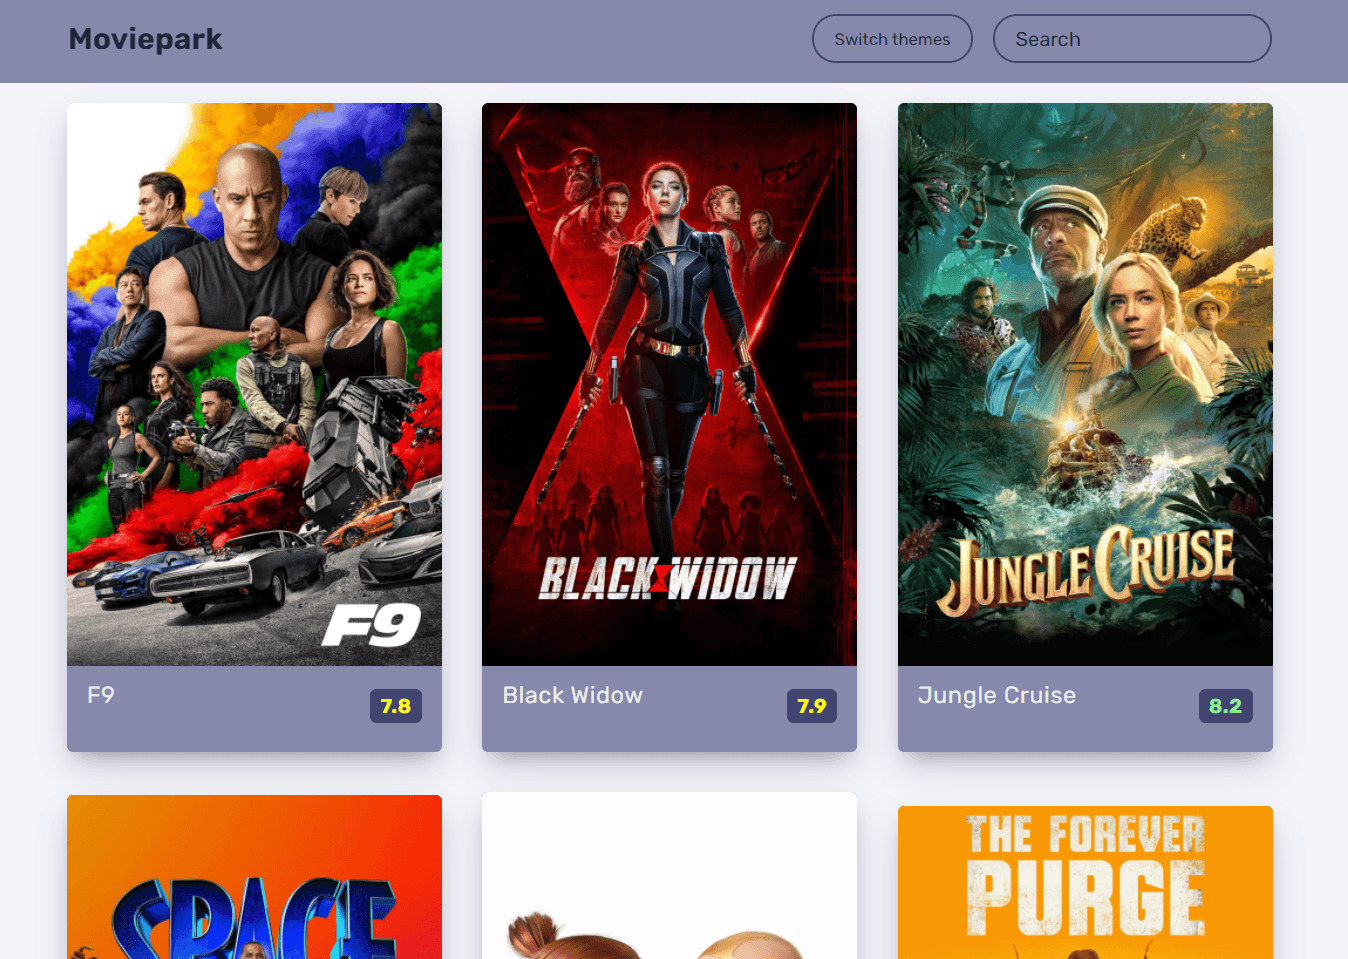 Moviepark
Switch themes
Search
F9
BLACK WIDOW
JUNGLE CRUISE
F9
7.8
Black Widow
7.9
Jungle Cruise
8.2
SPACE
THE FOREVER
PURGE